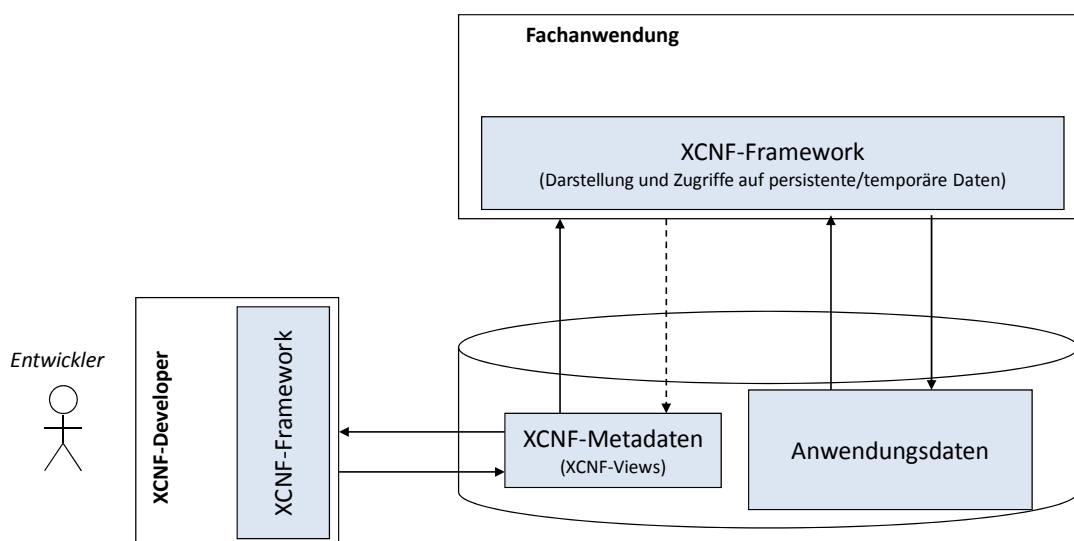 Fachanwendung
XCNF-Framework
(Darstellung und Zugriffe auf persistente/temporäre Daten)
Entwickler
XCNF-Developer
XCNF-Framework
XCNF-Metadaten
(XCNF-Views)
Anwendungsdaten